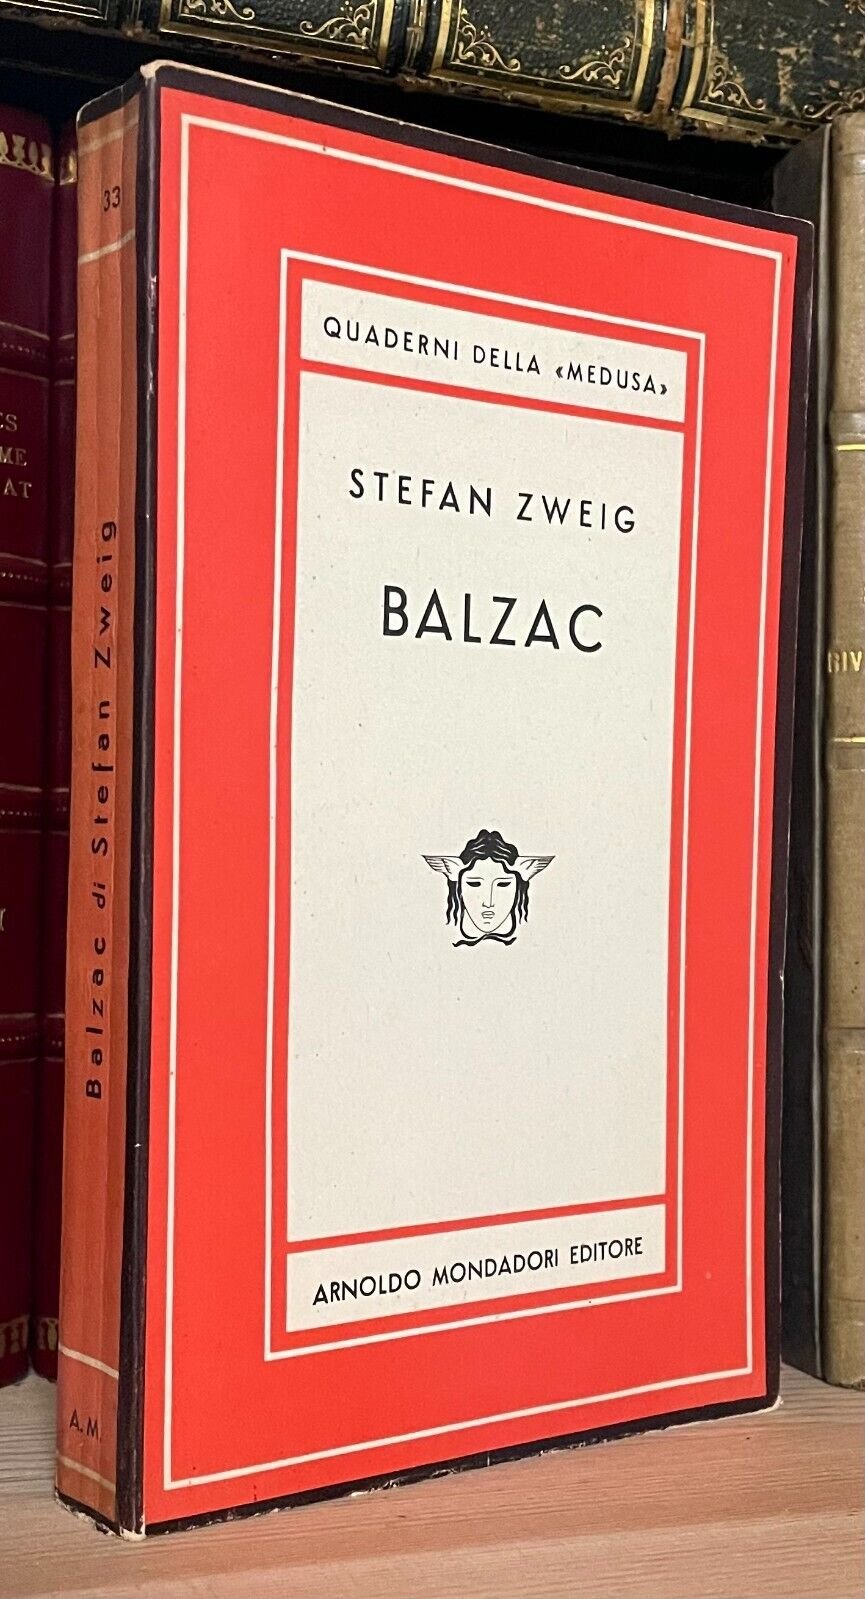 QUADERNI DELLA «MEDUSA»
STEFAN ZWEIG
BALZAC
ARNOLDO MONDADORI EDITORE
33
Balzac di Stefan Zweig
A.M.